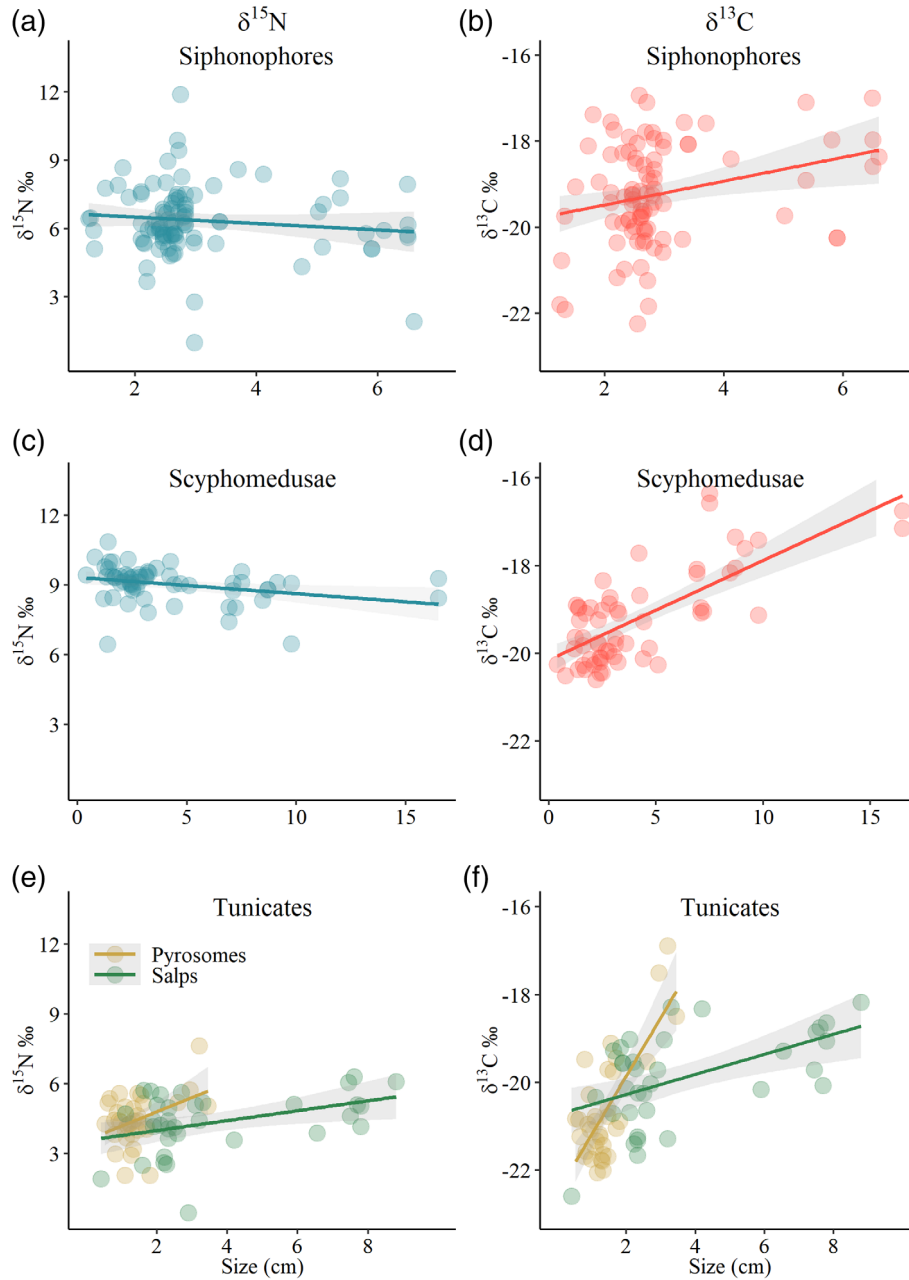 (a) δ¹⁵N (b) δ¹³C
Siphonophores Siphonophores
12
9
6
3
δ¹⁵N ‰
2 4 6
-16
-18
-20
-22
δ¹³C ‰
2 4 6
(c) (d)
Scyphomedusae Scyphomedusae
12
9
6
3
δ¹⁵N ‰
0 5 10 15
-16
-18
-20
-22
δ¹³C ‰
0 5 10 15
(e) (f)
Tunicates Tunicates
Pyrosomes
Salps
12
9
6
3
δ¹⁵N ‰
2 4 6 8
Size (cm)
-16
-18
-20
-22
δ¹³C ‰
0 2 4 6 8
Size (cm)